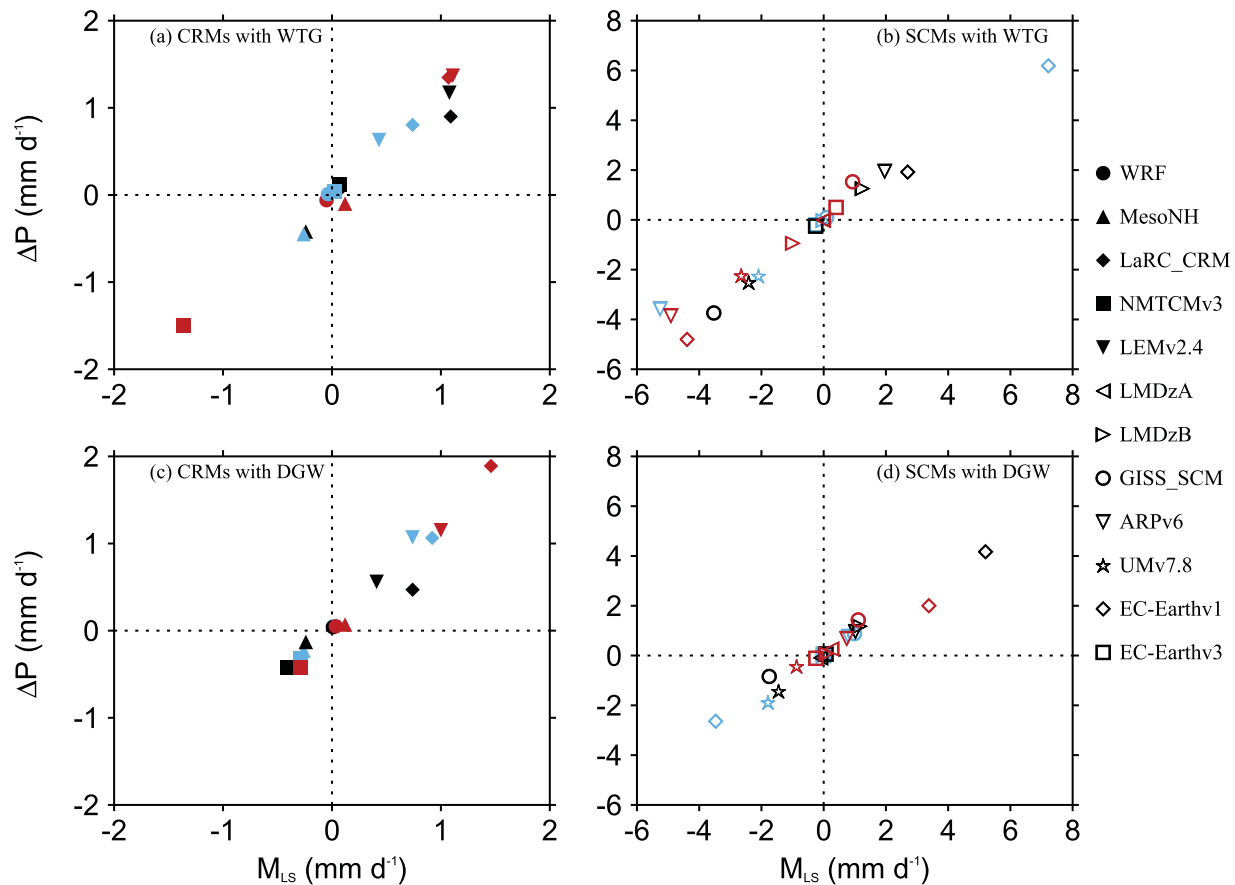 (a) CRMs with WTG
2
1
0
-1
-2
-2
-1
0
1
2
ΔP (mm d⁻¹)
(b) SCMs with WTG
8
6
4
2
0
-2
-4
-6
-6
-4
-2
0
2
4
6
8
(c) CRMs with DGW
2
1
0
-1
-2
-2
-1
0
1
2
ΔP (mm d⁻¹)
M_LS (mm d⁻¹)
(d) SCMs with DGW
8
6
4
2
0
-2
-4
-6
-6
-4
-2
0
2
4
6
8
M_LS (mm d⁻¹)
WRF
MesoNH
LaRC_CRM
NMTCMv3
LEMv2.4
LMDzA
LMDzB
GISS_SCM
ARPv6
UMv7.8
EC-Earthv1
EC-Earthv3